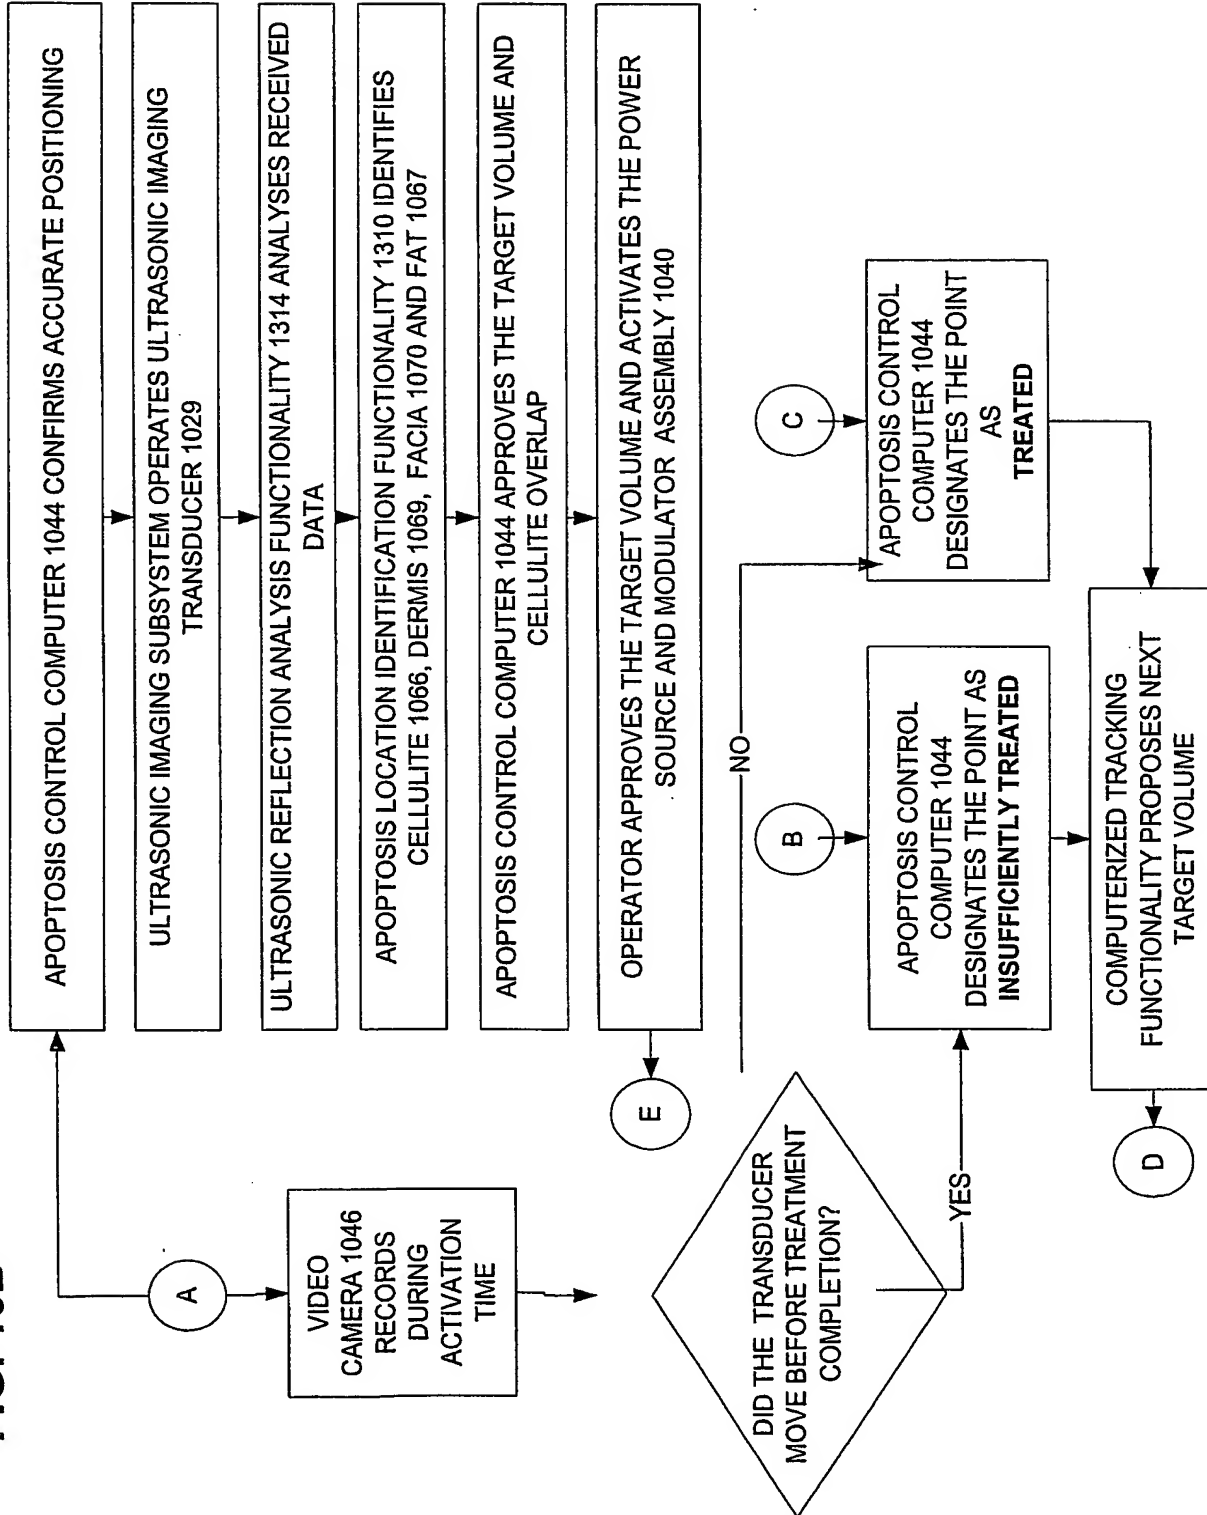 A
APOPTOSIS CONTROL COMPUTER 1044 CONFIRMS ACCURATE POSITIONING
ULTRASONIC IMAGING SUBSYSTEM OPERATES ULTRASONIC IMAGING
TRANSDUCER 1029
ULTRASONIC REFLECTION ANALYSIS FUNCTIONALITY 1314 ANALYSES RECEIVED
DATA
APOPTOSIS LOCATION IDENTIFICATION FUNCTIONALITY 1310 IDENTIFIES
CELLULITE 1066, DERMIS 1069, FACIA 1070 AND FAT 1067
APOPTOSIS CONTROL COMPUTER 1044 APPROVES THE TARGET VOLUME AND
CELLULITE OVERLAP
OPERATOR APPROVES THE TARGET VOLUME AND ACTIVATES THE POWER
SOURCE AND MODULATOR ASSEMBLY 1040
E
VIDEO
CAMERA 1046
RECORDS
DURING
ACTIVATION
TIME
DID THE TRANSDUCER
MOVE BEFORE TREATMENT
COMPLETION?
NO
YES
B
APOPTOSIS CONTROL
COMPUTER 1044
DESIGNATES THE POINT AS
INSUFFICIENTLY TREATED
C
APOPTOSIS CONTROL
COMPUTER 1044
DESIGNATES THE POINT
AS
TREATED
COMPUTERIZED TRACKING
FUNCTIONALITY PROPOSES NEXT
TARGET VOLUME
D